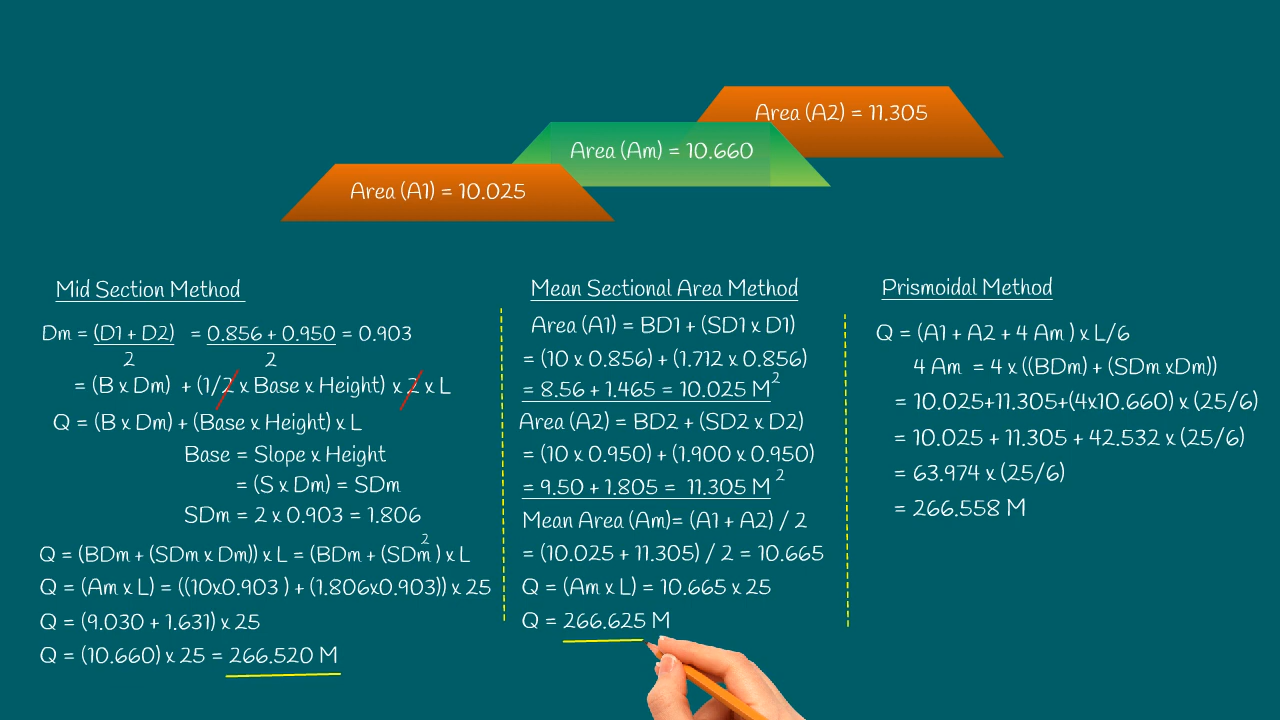 Area (A2) = 11.305
Area (Am) = 10.660
Area (A1) = 10.025
Mid Section Method
Dm = (D1 + D2) = 0.856 + 0.950 = 0.903
2 2
= (B x Dm) + (1/2 x Base x Height) x 2 x L
Q = (B x Dm) + (Base x Height) x L
Base = Slope x Height
= (S x Dm) = SDm
SDm = 2 x 0.903 = 1.806
Q = (BDm + (SDm x Dm)) x L = (BDm + (SDm²) x L
Q = (Am x L) = ((10x0.903 ) + (1.806x0.903)) x 25
Q = (9.030 + 1.631) x 25
Q = (10.660) x 25 = 266.520 M
Mean Sectional Area Method
Area (A1) = BD1 + (SD1 x D1)
= (10 x 0.856) + (1.712 x 0.856)
= 8.56 + 1.465 = 10.025 M²
Area (A2) = BD2 + (SD2 x D2)
= (10 x 0.950) + (1.900 x 0.950)
= 9.50 + 1.805 = 11.305 M²
Mean Area (Am)= (A1 + A2) / 2
= (10.025 + 11.305) / 2 = 10.665
Q = (Am x L) = 10.665 x 25
Q = 266.625 M
Prismoidal Method
Q = (A1 + A2 + 4 Am ) x L/6
4 Am = 4 x ((BDm) + (SDm xDm))
= 10.025+11.305+(4x10.660) x (25/6)
= 10.025 + 11.305 + 42.532 x (25/6)
= 63.974 x (25/6)
= 266.558 M